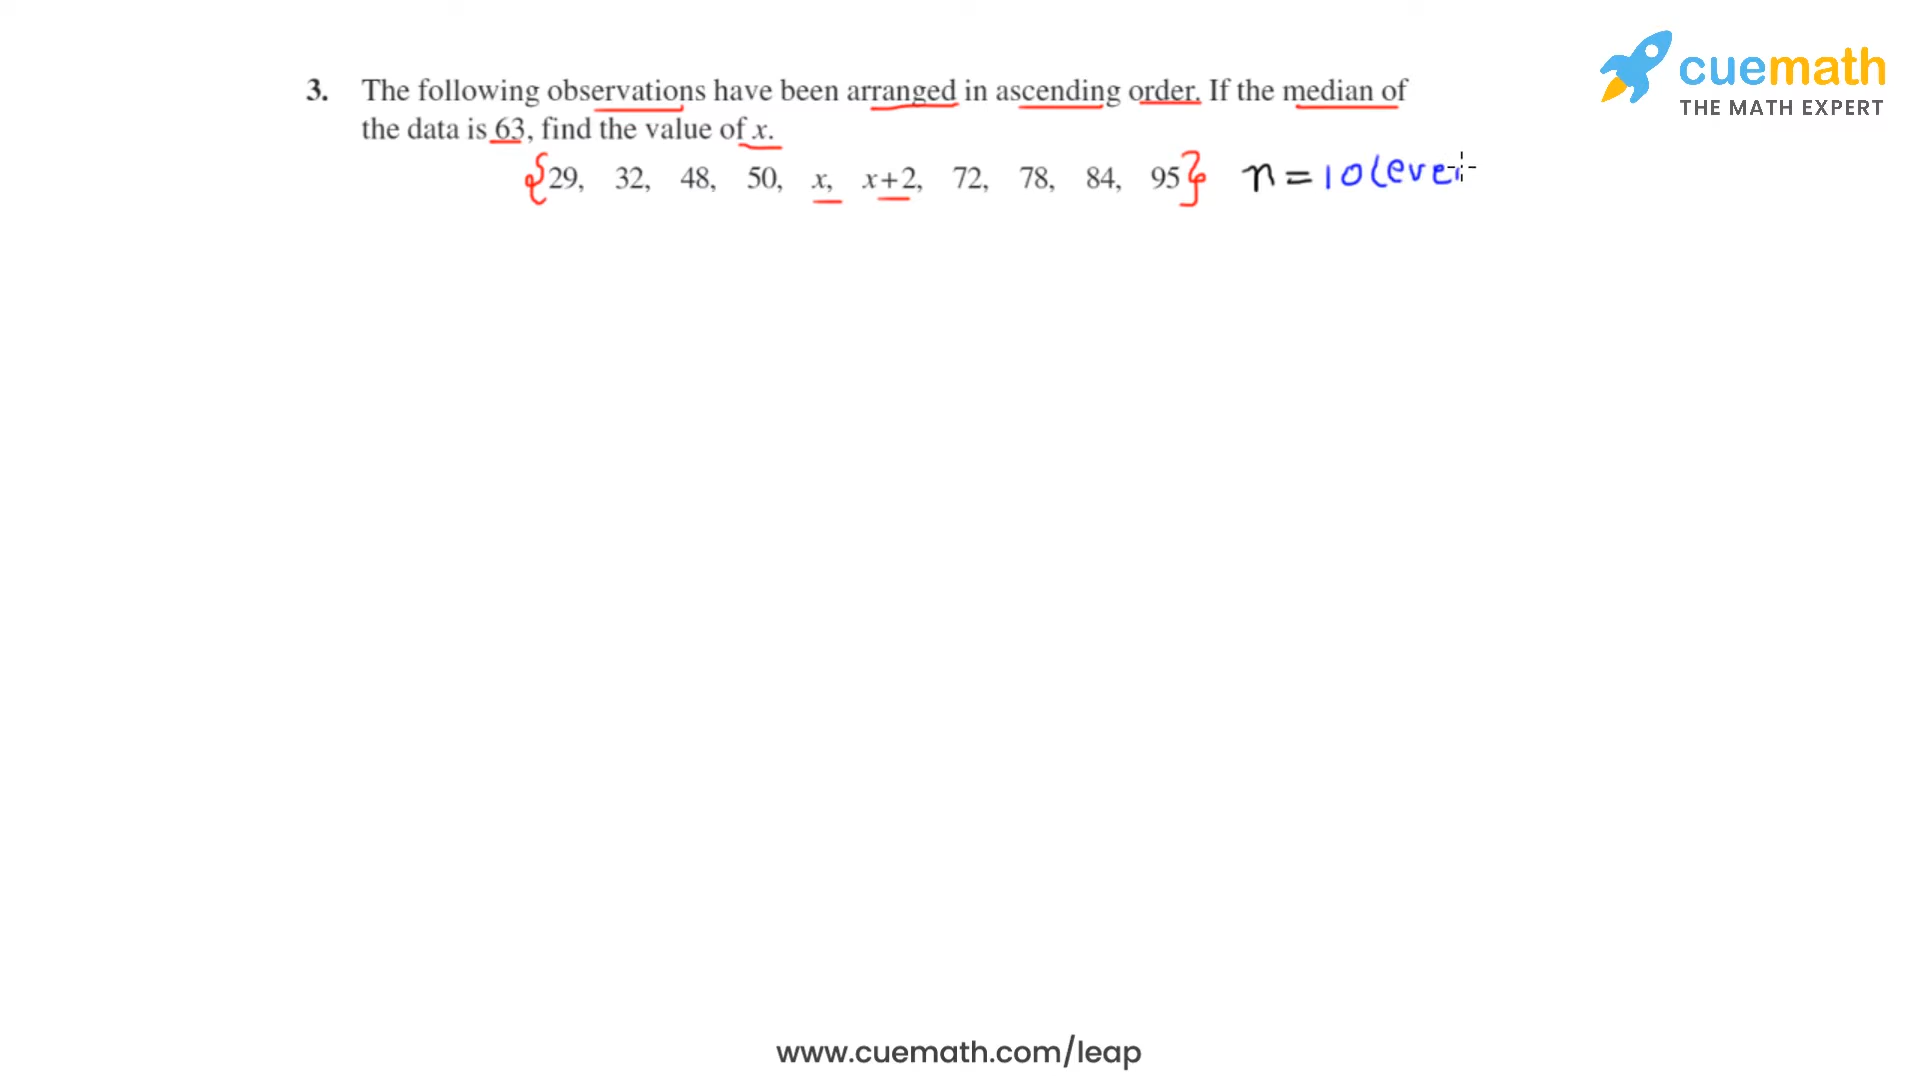 cuemath
THE MATH EXPERT
3. The following observations have been arranged in ascending order. If the median of
the data is 63, find the value of x.
{29, 32, 48, 50, x, x+2, 72, 78, 84, 95} n = 10 (even
www.cuemath.com/leap